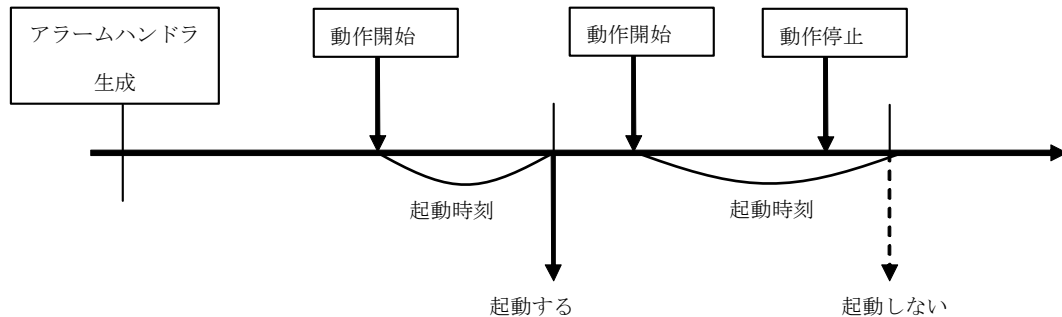 アラームハンドラ
生成
動作開始
動作開始
動作停止
起動時刻
起動時刻
起動する
起動しない